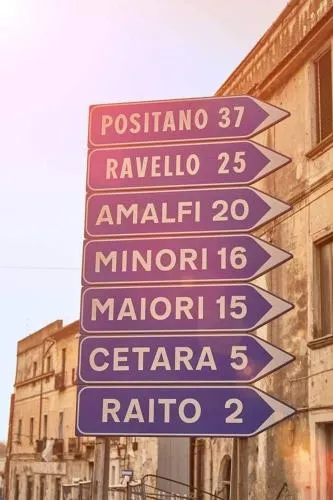 POSITANO 37
RAVELLO 25
AMALFI 20
MINORI 16
MAIORI 15
CETARA 5
RAITO 2